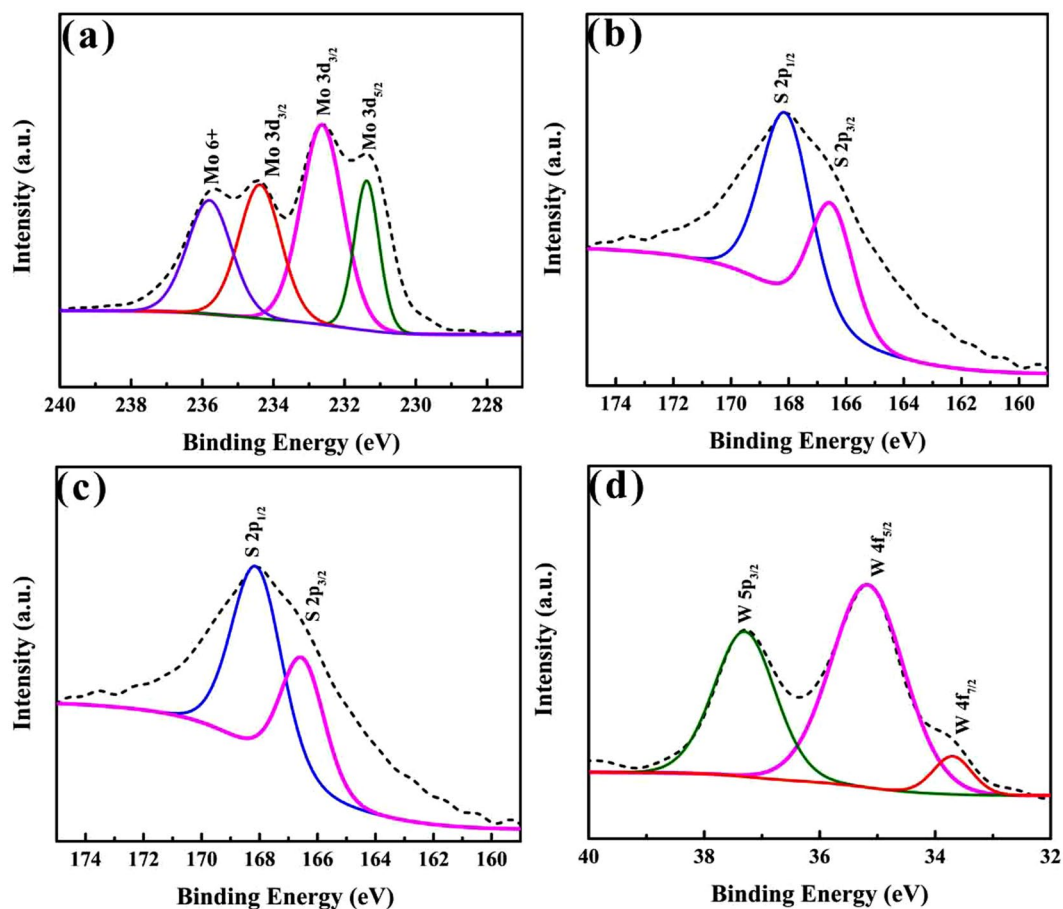 (a)
Mo 6+
Mo 3d3/2
Mo 3d3/2
Mo 3d5/2
Intensity (a.u.)
240 238 236 234 232 230 228
Binding Energy (eV)
(b)
S 2p1/2
S 2p3/2
Intensity (a.u.)
174 172 170 168 166 164 162 160
Binding Energy (eV)
(c)
S 2p1/2
S 2p3/2
Intensity (a.u.)
174 172 170 168 166 164 162 160
Binding Energy (eV)
(d)
W 5p3/2
W 4f5/2
W 4f7/2
Intensity (a.u.)
40 38 36 34 32
Binding Energy (eV)